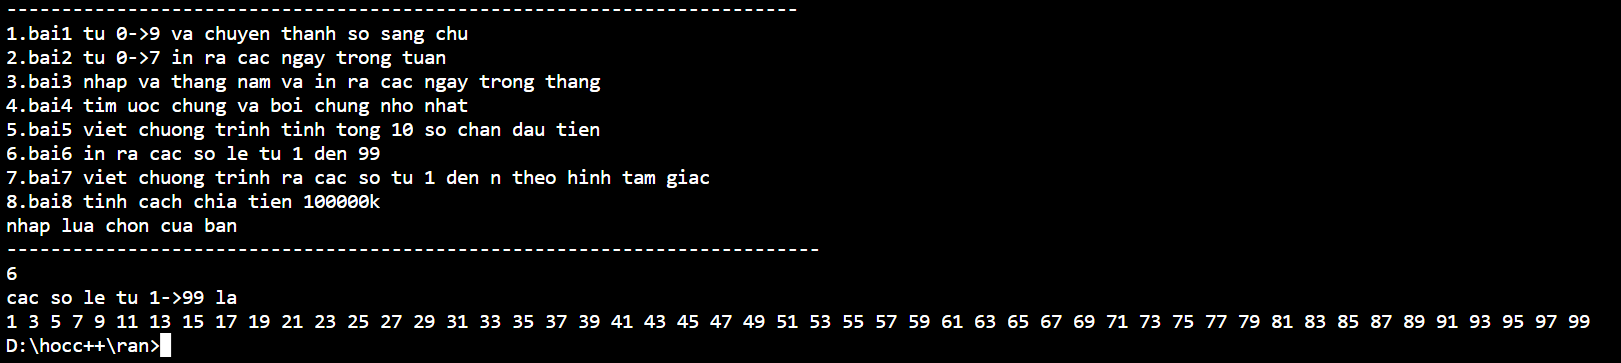 ------------------------------------------------------------------------
1.bai1 tu 0->9 va chuyen thanh so sang chu
2.bai2 tu 0->7 in ra cac ngay trong tuan
3.bai3 nhap va thang nam va in ra cac ngay trong thang
4.bai4 tim uoc chung va boi chung nho nhat
5.bai5 viet chuong trinh tinh tong 10 so chan dau tien
6.bai6 in ra cac so le tu 1 den 99
7.bai7 viet chuong trinh ra cac so tu 1 den n theo hinh tam giac
8.bai8 tinh cach chia tien 100000k
nhap lua chon cua ban
--------------------------------------------------------------------------
6
cac so le tu 1->99 la
1 3 5 7 9 11 13 15 17 19 21 23 25 27 29 31 33 35 37 39 41 43 45 47 49 51 53 55 57 59 61 63 65 67 69 71 73 75 77 79 81 83 85 87 89 91 93 95 97 99
D:\hocc++\ran>